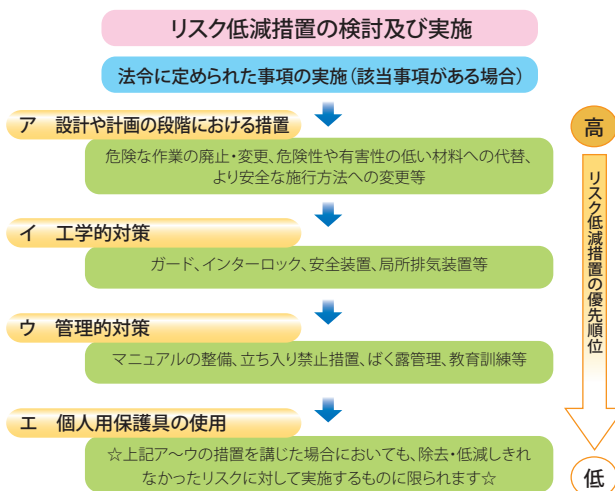 リスク低減措置の検討及び実施
法令に定められた事項の実施(該当事項がある場合)
ア 設計や計画の段階における措置
危険な作業の廃止・変更、危険性や有害性の低い材料への代替、
より安全な施行方法への変更等
イ 工学的対策
ガード、インターロック、安全装置、局所排気装置等
ウ 管理的対策
マニュアルの整備、立ち入り禁止措置、ばく露管理、教育訓練等
エ 個人用保護具の使用
☆上記ア〜ウの措置を講じた場合においても、除去・低減しきれ
なかったリスクに対して実施するものに限られます☆
高
リスク低減措置の優先順位
低